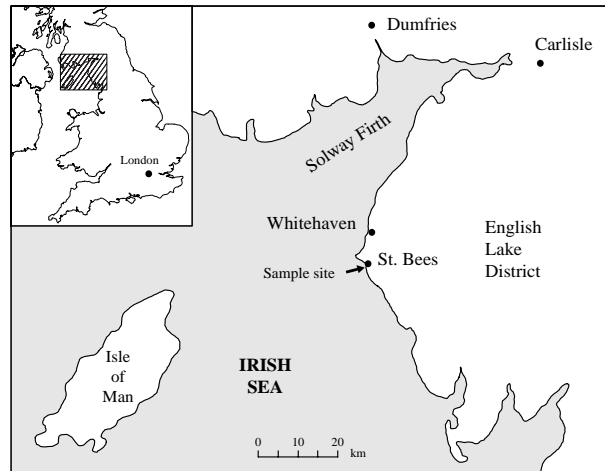 Dumfries
Carlisle
London
Solway Firth
Whitehaven
English
Lake
District
St. Bees
Sample site
Isle
of
Man
IRISH
SEA
0 10 20
km